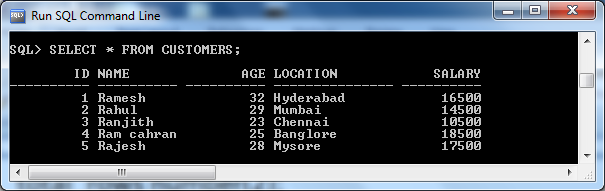 Run SQL Command Line
SQL> SELECT * FROM CUSTOMERS;
ID NAME AGE LOCATION SALARY
1 Ramesh 32 Hyderabad 16500
2 Rahul 29 Mumbai 14500
3 Ranjith 23 Chennai 10500
4 Ram cahran 25 Banglore 18500
5 Rajesh 28 Mysore 17500